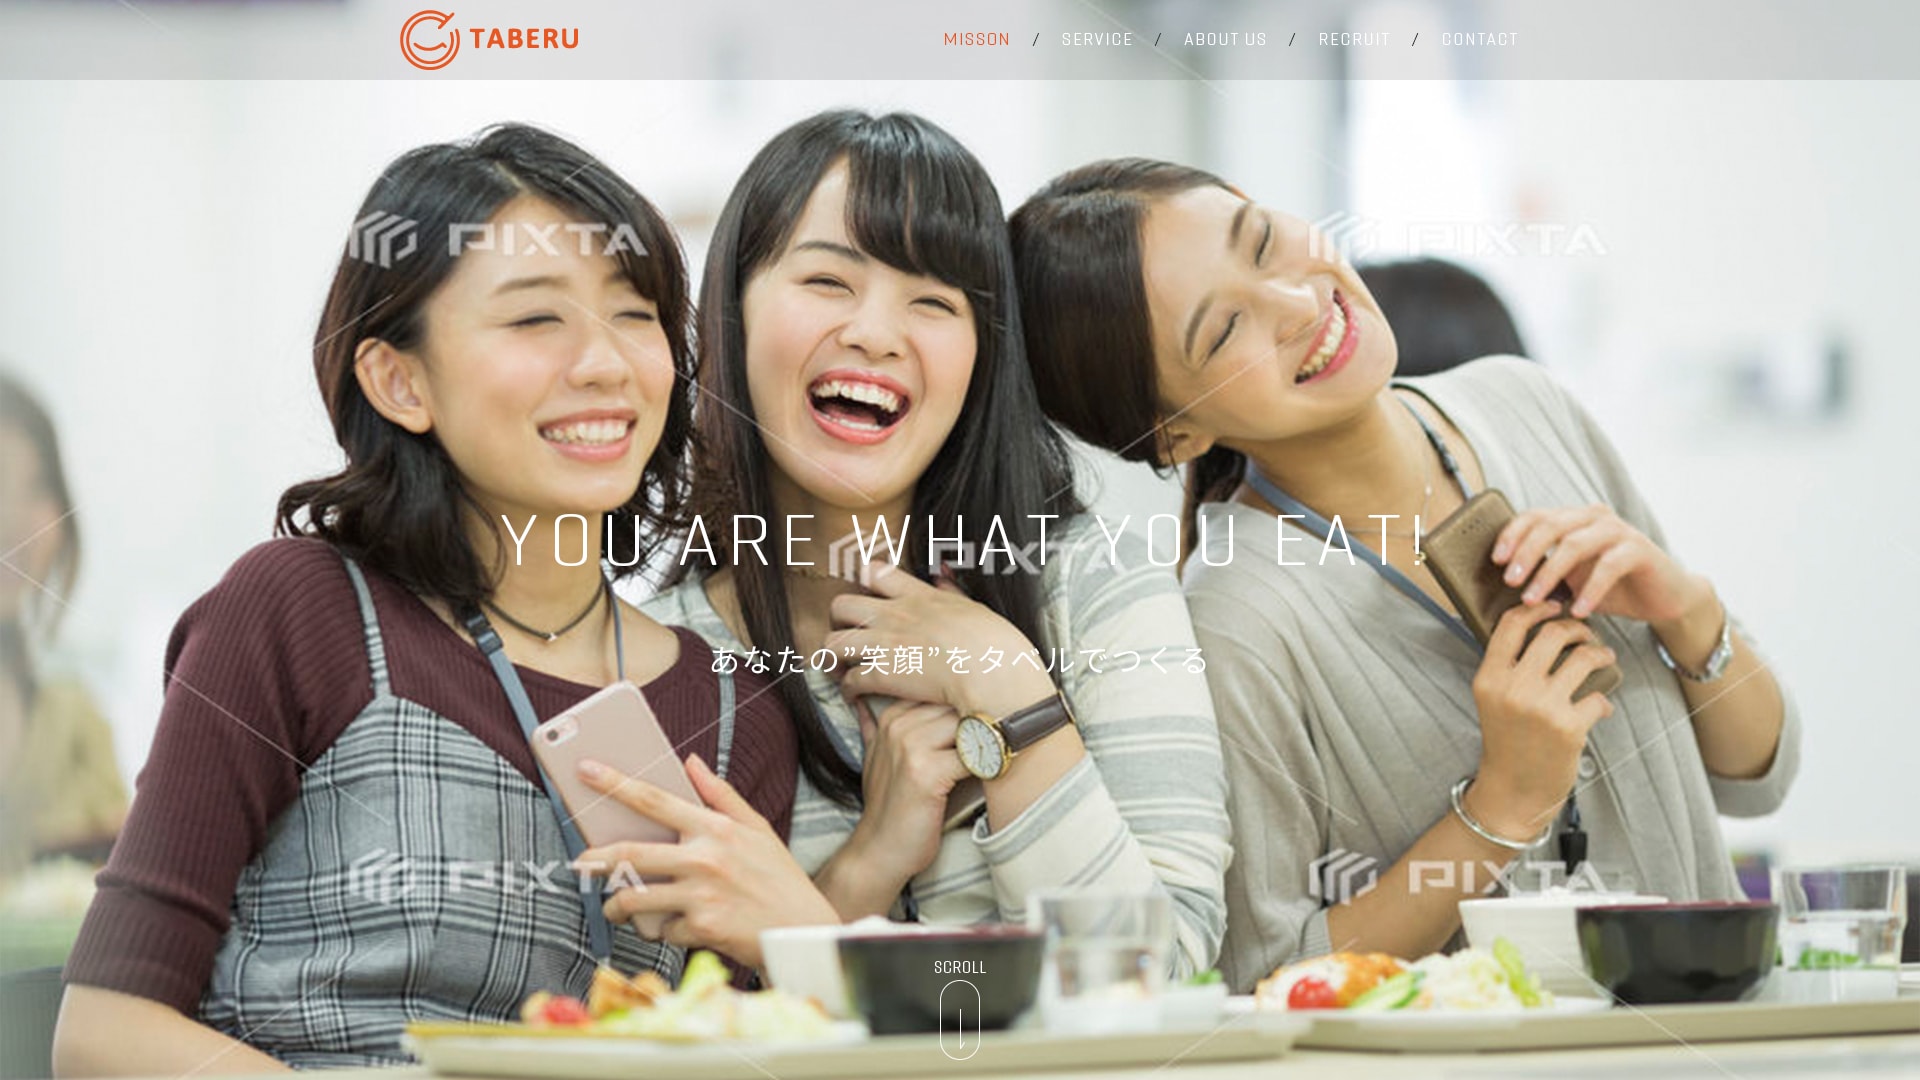 TABERU
MISSON / SERVICE / ABOUT US / RECRUIT / CONTACT
PIXTA PIXTA
YOU ARE WHAT YOU EAT!
PIXTA
あなたの”笑顔”をタベルでつくる
PIXTA PIXTA
SCROLL